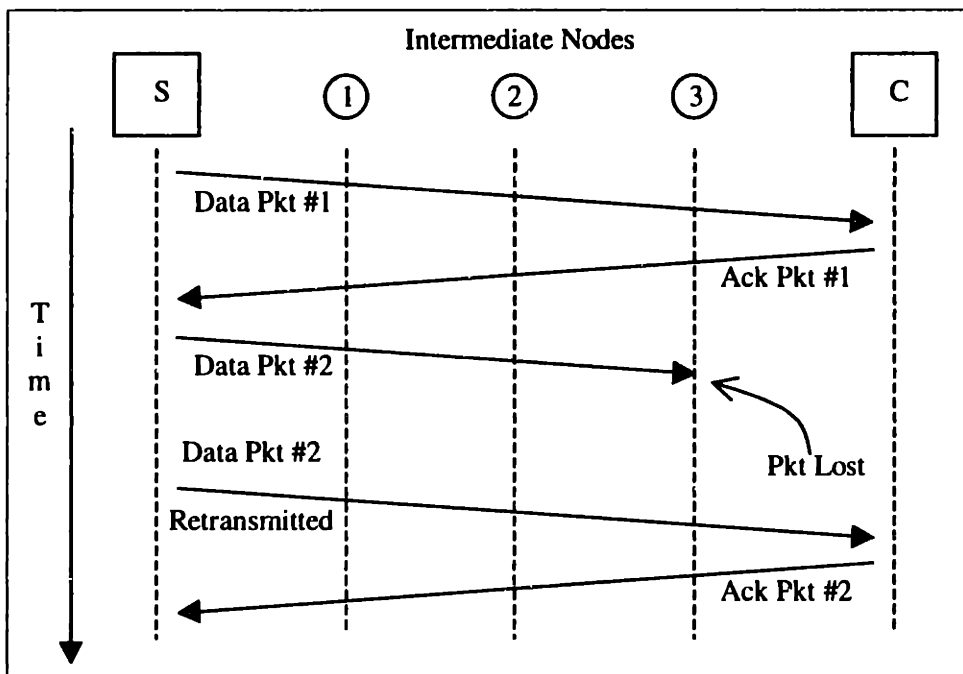 Intermediate Nodes
S
1
2
3
C
Data Pkt #1
Ack Pkt #1
Time
Data Pkt #2
Pkt Lost
Data Pkt #2
Retransmitted
Ack Pkt #2